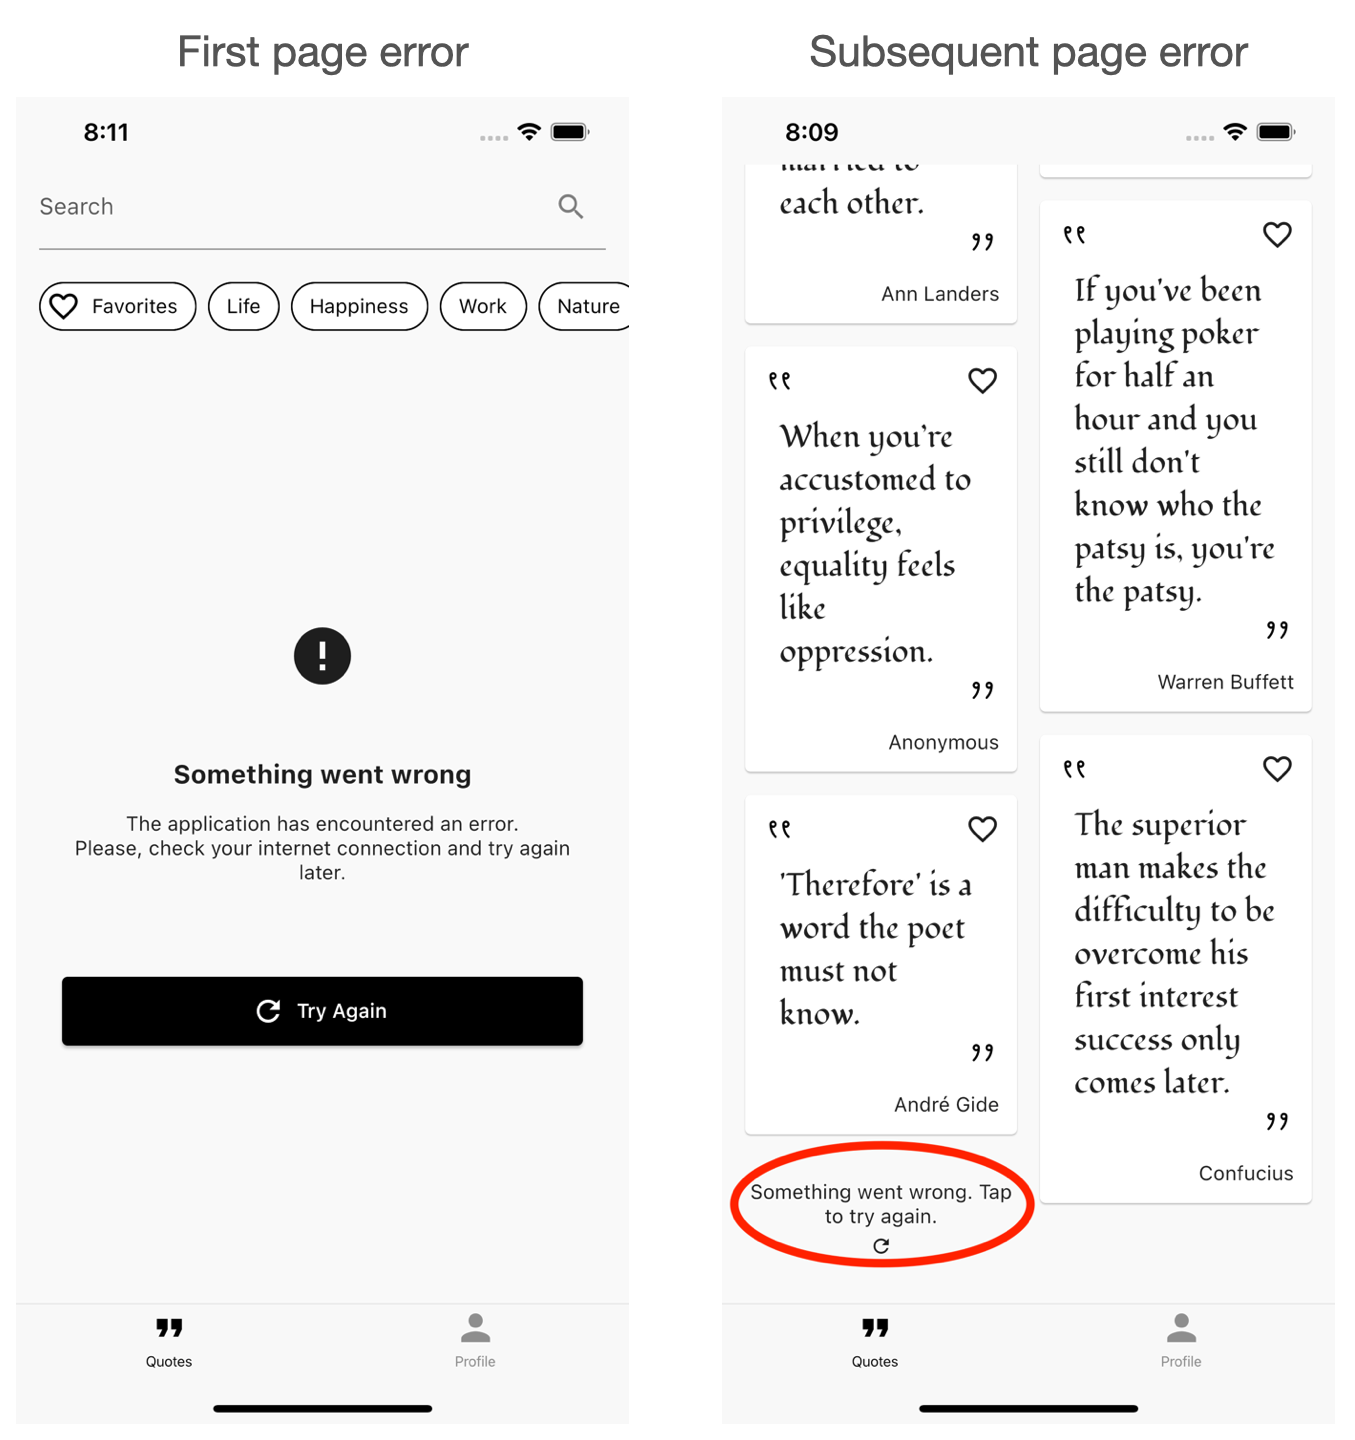 First page error
8:11
Search
Favorites
Life
Happiness
Work
Nature
Something went wrong
The application has encountered an error.
Please, check your internet connection and try again
later.
Try Again
Quotes
Profile
Subsequent page error
8:09
married to
each other.
”
Ann Landers
“
When you're
accustomed to
privilege,
equality feels
like
oppression.
”
Anonymous
“
'Therefore' is a
word the poet
must not
know.
”
André Gide
Something went wrong. Tap
to try again.
“
If you've been
playing poker
for half an
hour and you
still don't
know who the
patsy is, you're
the patsy.
”
Warren Buffett
“
The superior
man makes the
difficulty to be
overcome his
first interest
success only
comes later.
”
Confucius
Quotes
Profile